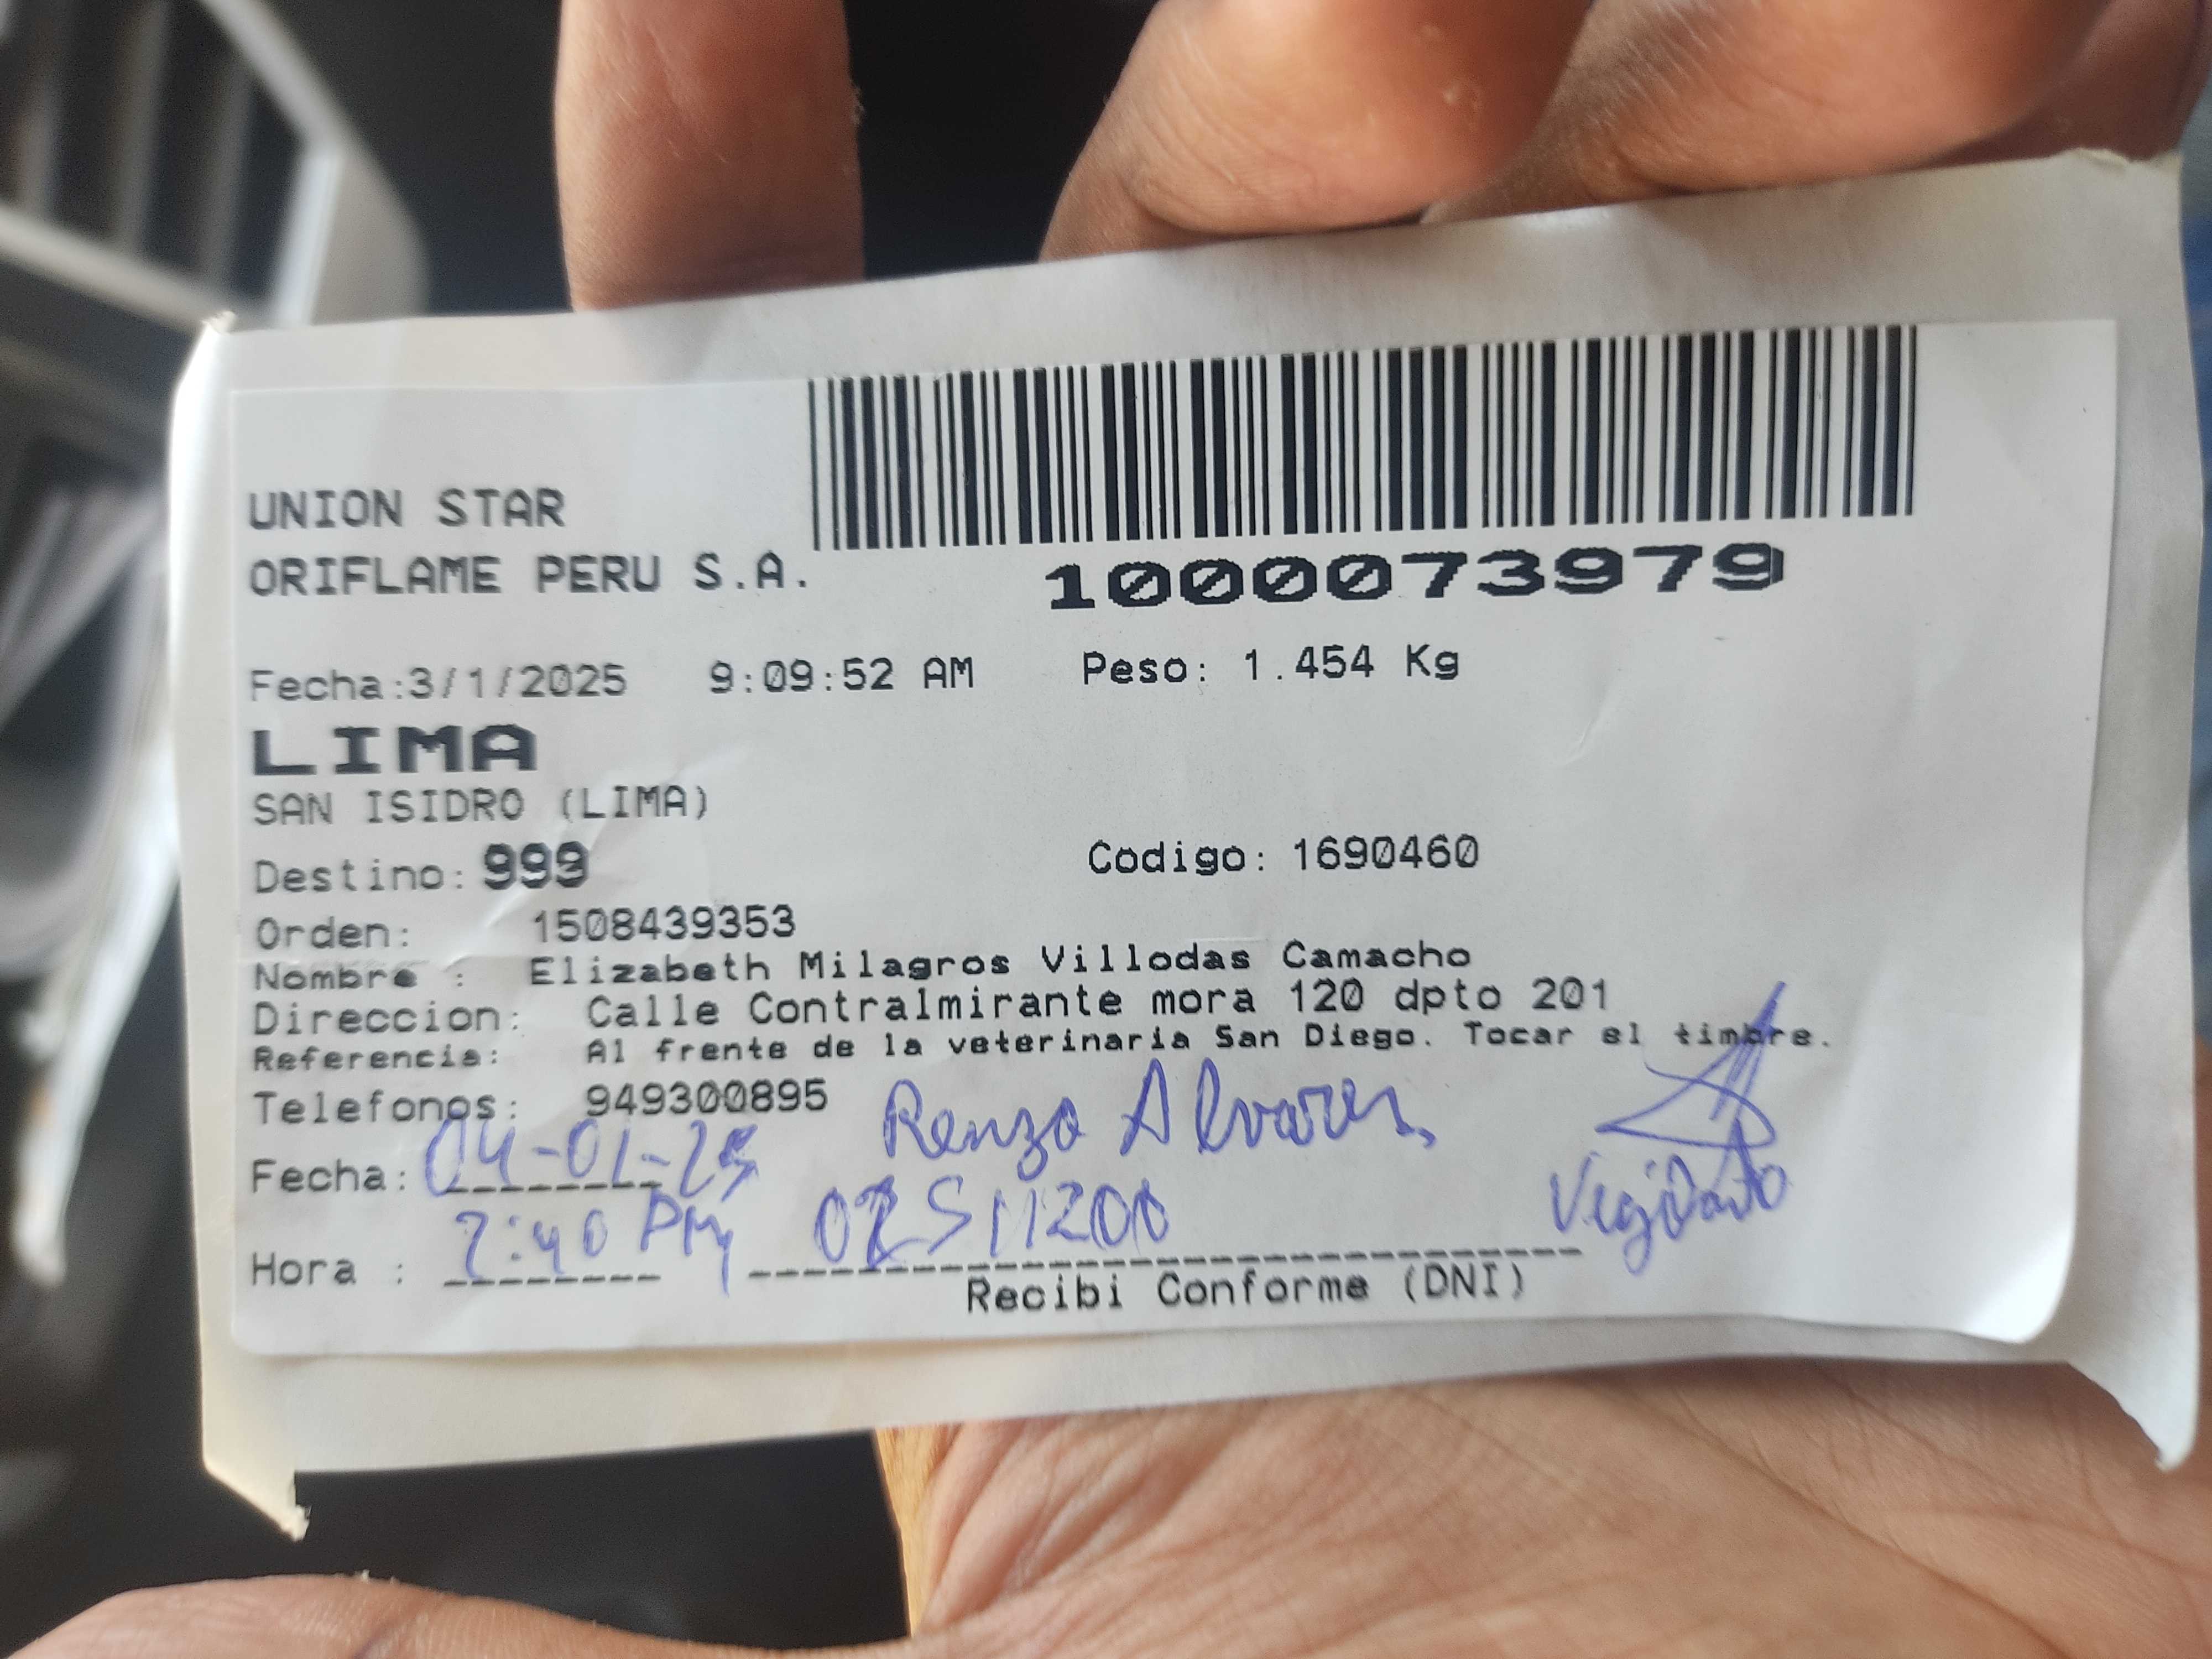 UNION STAR
ORIFLAME PERU S.A.
1000073979
Fecha:3/1/2025 9:09:52 AM Peso: 1.454 Kg
LIMA
SAN ISIDRO (LIMA)
Destino: 999 Codigo: 1690460
Orden: 1508439353
Nombre : Elizabeth Milagros Villodas Camacho
Direccion: Calle Contralmirante mora 120 dpto 201
Referencia: Al frente de la veterinaria San Diego. Tocar el timbre.
Telefonos: 949300895 Renzo Alvares
Fecha: 04-01-25
Hora : 2:40 PM
Recibi Conforme (DNI)